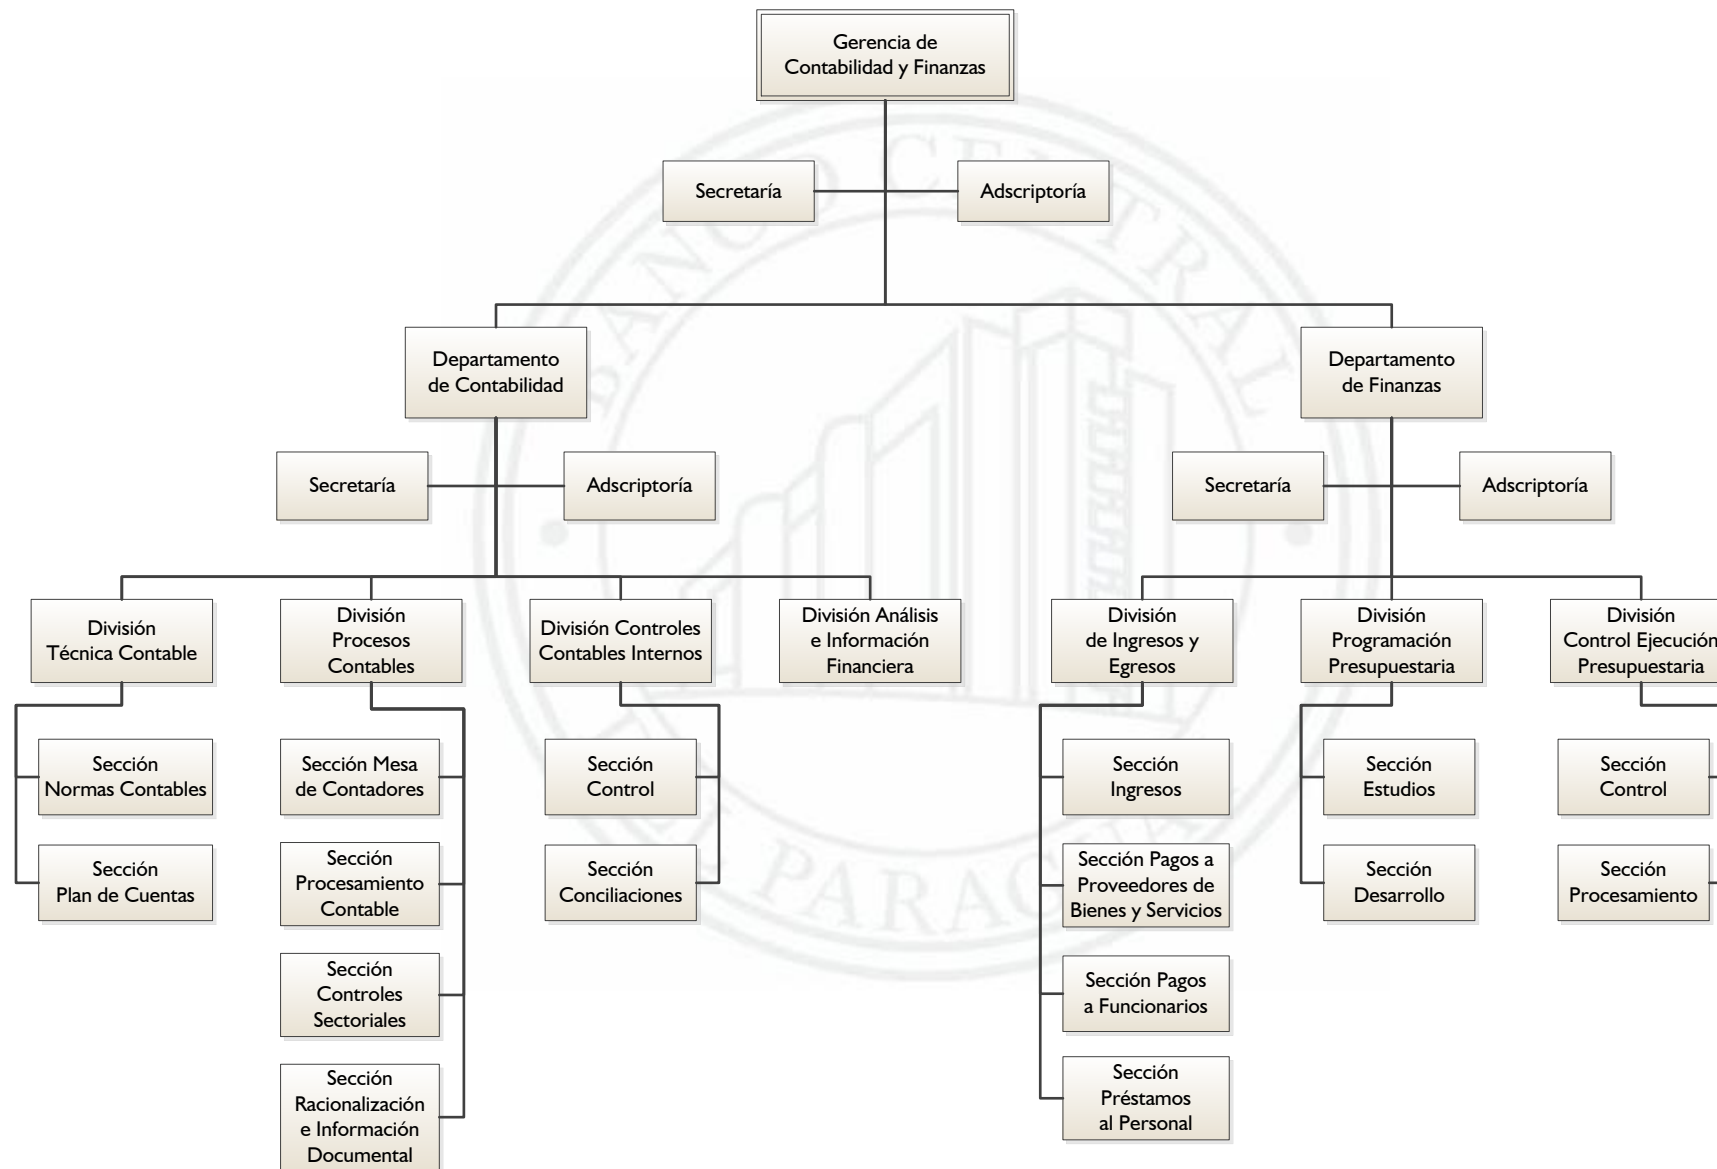 Gerencia de
Contabilidad y Finanzas
Secretaría
Adscriptoría
Departamento
de Contabilidad
Departamento
de Finanzas
Secretaría
Adscriptoría
Secretaría
Adscriptoría
División
Técnica Contable
División
Procesos
Contables
División Controles
Contables Internos
División Análisis
e Información
Financiera
División
de Ingresos y
Egresos
División
Programación
Presupuestaria
División
Control Ejecución
Presupuestaria
Sección
Normas Contables
Sección Mesa
de Contadores
Sección
Control
Sección
Ingresos
Sección
Estudios
Sección
Control
Sección
Plan de Cuentas
Sección
Procesamiento
Contable
Sección
Conciliaciones
Sección Pagos a
Proveedores de
Bienes y Servicios
Sección
Desarrollo
Sección
Procesamiento
Sección
Controles
Sectoriales
Sección Pagos
a Funcionarios
Sección
Racionalización
e Información
Documental
Sección
Préstamos
al Personal
BANCO CENTRAL
DEL PARAGUAY